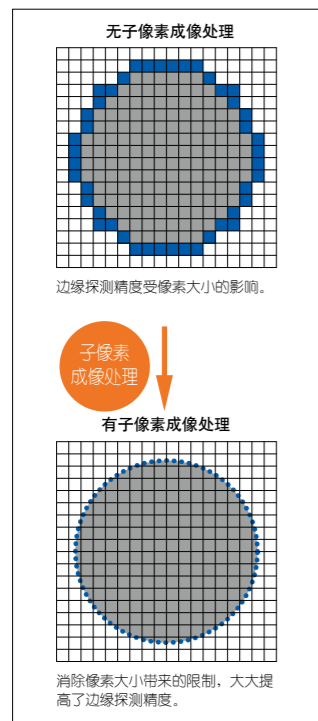 无子像素成像处理
边缘探测精度受像素大小的影响。
子像素
成像处理
有子像素成像处理
消除像素大小带来的限制，大大提
高了边缘探测精度。